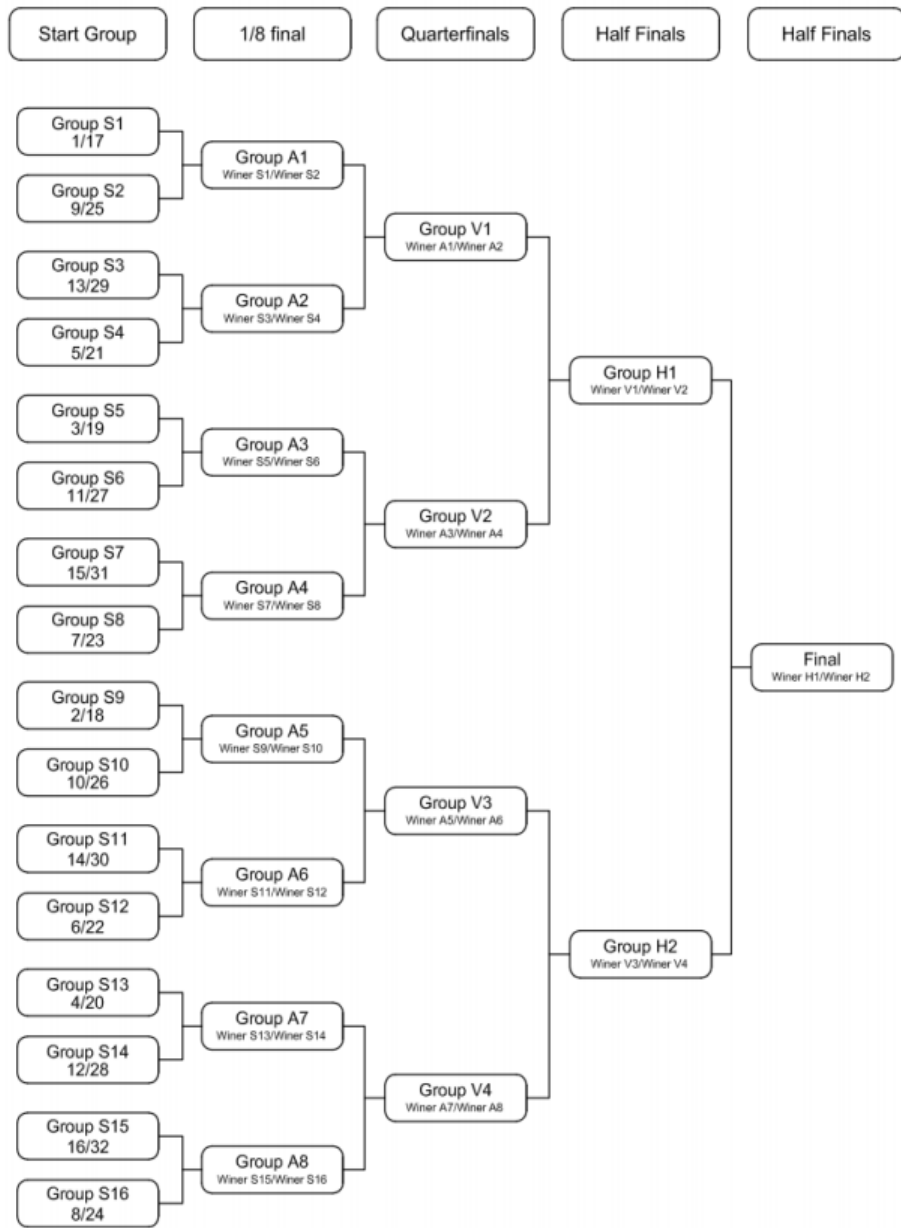 Start Group
1/8 final
Quarterfinals
Half Finals
Half Finals
Group S1
1/17
Group S2
9/25
Group S3
13/29
Group S4
5/21
Group S5
3/19
Group S6
11/27
Group S7
15/31
Group S8
7/23
Group S9
2/18
Group S10
10/26
Group S11
14/30
Group S12
6/22
Group S13
4/20
Group S14
12/28
Group S15
16/32
Group S16
8/24
Group A1
Winer S1/Winer S2
Group A2
Winer S3/Winer S4
Group A3
Winer S5/Winer S6
Group A4
Winer S7/Winer S8
Group A5
Winer S9/Winer S10
Group A6
Winer S11/Winer S12
Group A7
Winer S13/Winer S14
Group A8
Winer S15/Winer S16
Group V1
Winer A1/Winer A2
Group V2
Winer A3/Winer A4
Group V3
Winer A5/Winer A6
Group V4
Winer A7/Winer A8
Group H1
Winer V1/Winer V2
Group H2
Winer V3/Winer V4
Final
Winer H1/Winer H2